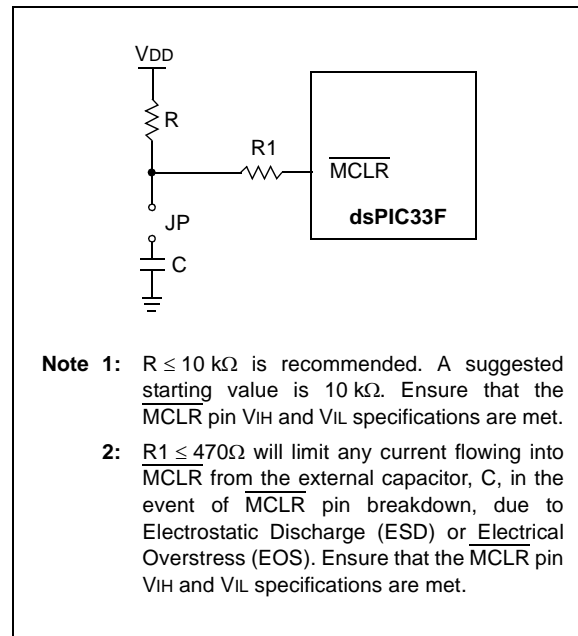 VDD
R
R1
MCLR
dsPIC33F
JP
C
Note 1: R ≤ 10 kΩ is recommended. A suggested
starting value is 10 kΩ. Ensure that the
MCLR pin VIH and VIL specifications are met.
2: R1 ≤ 470Ω will limit any current flowing into
MCLR from the external capacitor, C, in the
event of MCLR pin breakdown, due to
Electrostatic Discharge (ESD) or Electrical
Overstress (EOS). Ensure that the MCLR pin
VIH and VIL specifications are met.